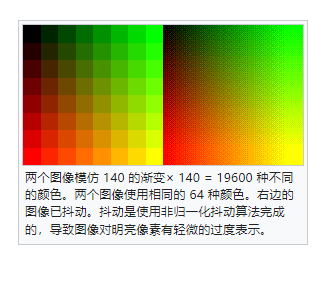 两个图像模仿 140 的渐变× 140 = 19600 种不同
的颜色。两个图像使用相同的 64 种颜色。右边的
图像已抖动。抖动是使用非归一化抖动算法完成
的，导致图像对明亮像素有轻微的过度表示。